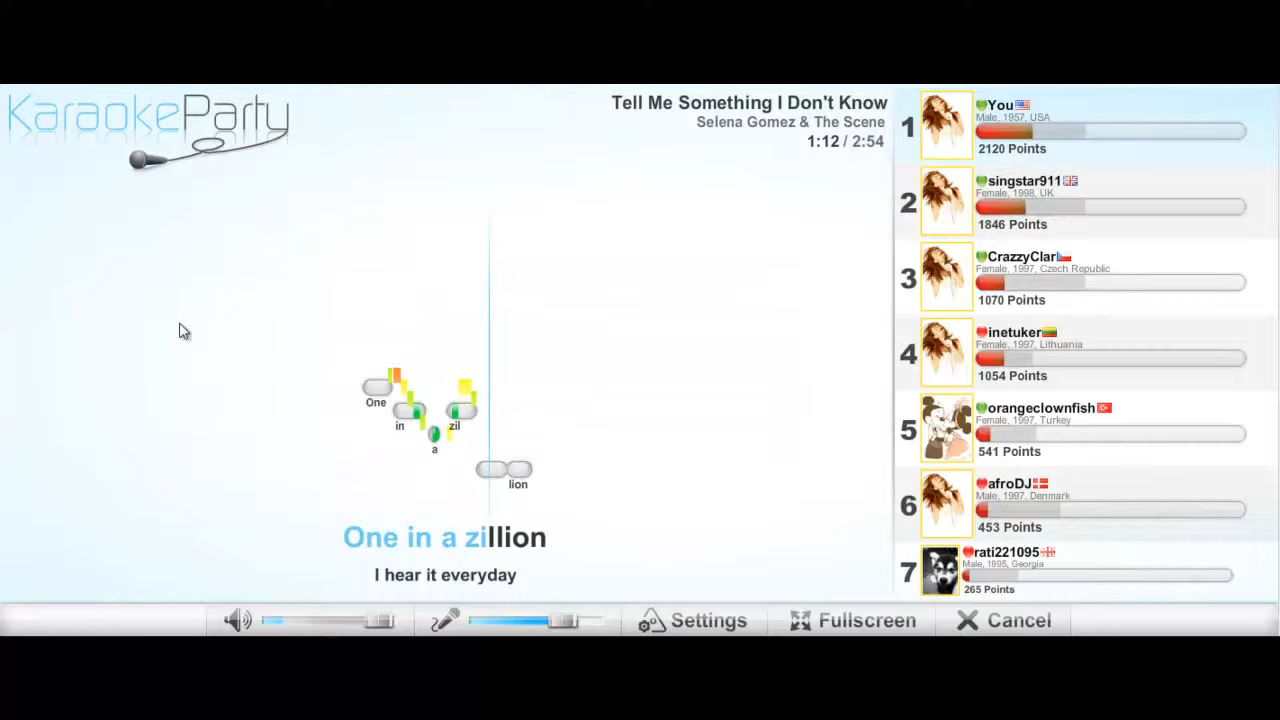 KaraokeParty
Tell Me Something I Don't Know
Selena Gomez & The Scene
1:12 / 2:54
One
in
a
zil
lion
One in a zillion
I hear it everyday
1
You
Male, 1957, USA
2120 Points
2
singstar911
Female, 1998, UK
1846 Points
3
CrazzyClar
Female, 1997, Czech Republic
1070 Points
4
inetuker
Female, 1997, Lithuania
1054 Points
5
orangeclownfish
Female, 1997, Turkey
541 Points
6
afroDJ
Male, 1997, Denmark
453 Points
7
rati221095
Male, 1995, Georgia
265 Points
Settings
Fullscreen
Cancel